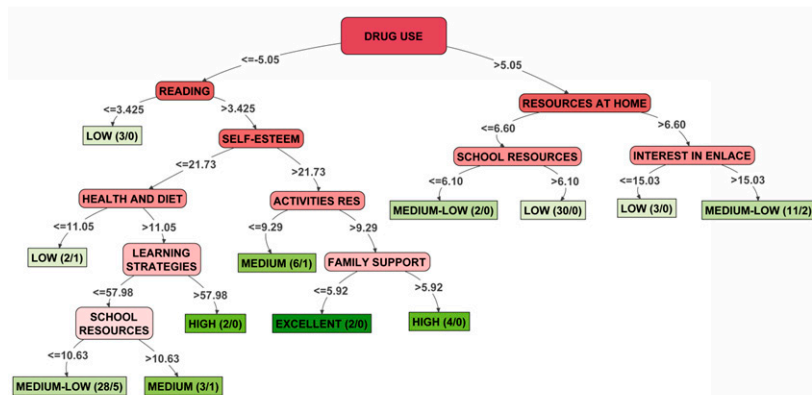 DRUG USE
<=-5.05
>5.05
READING
RESOURCES AT HOME
<=3.425
>3.425
<=6.60
>6.60
LOW (3/0)
SELF-ESTEEM
SCHOOL RESOURCES
INTEREST IN ENLACE
<=21.73
>21.73
<=6.10
>6.10
<=15.03
>15.03
HEALTH AND DIET
ACTIVITIES RES
MEDIUM-LOW (2/0)
LOW (30/0)
LOW (3/0)
MEDIUM-LOW (11/2)
<=11.05
>11.05
<=9.29
>9.29
LOW (2/1)
LEARNING
STRATEGIES
MEDIUM (6/1)
FAMILY SUPPORT
<=57.98
>57.98
<=5.92
>5.92
SCHOOL
RESOURCES
HIGH (2/0)
EXCELLENT (2/0)
HIGH (4/0)
<=10.63
>10.63
MEDIUM-LOW (28/5)
MEDIUM (3/1)